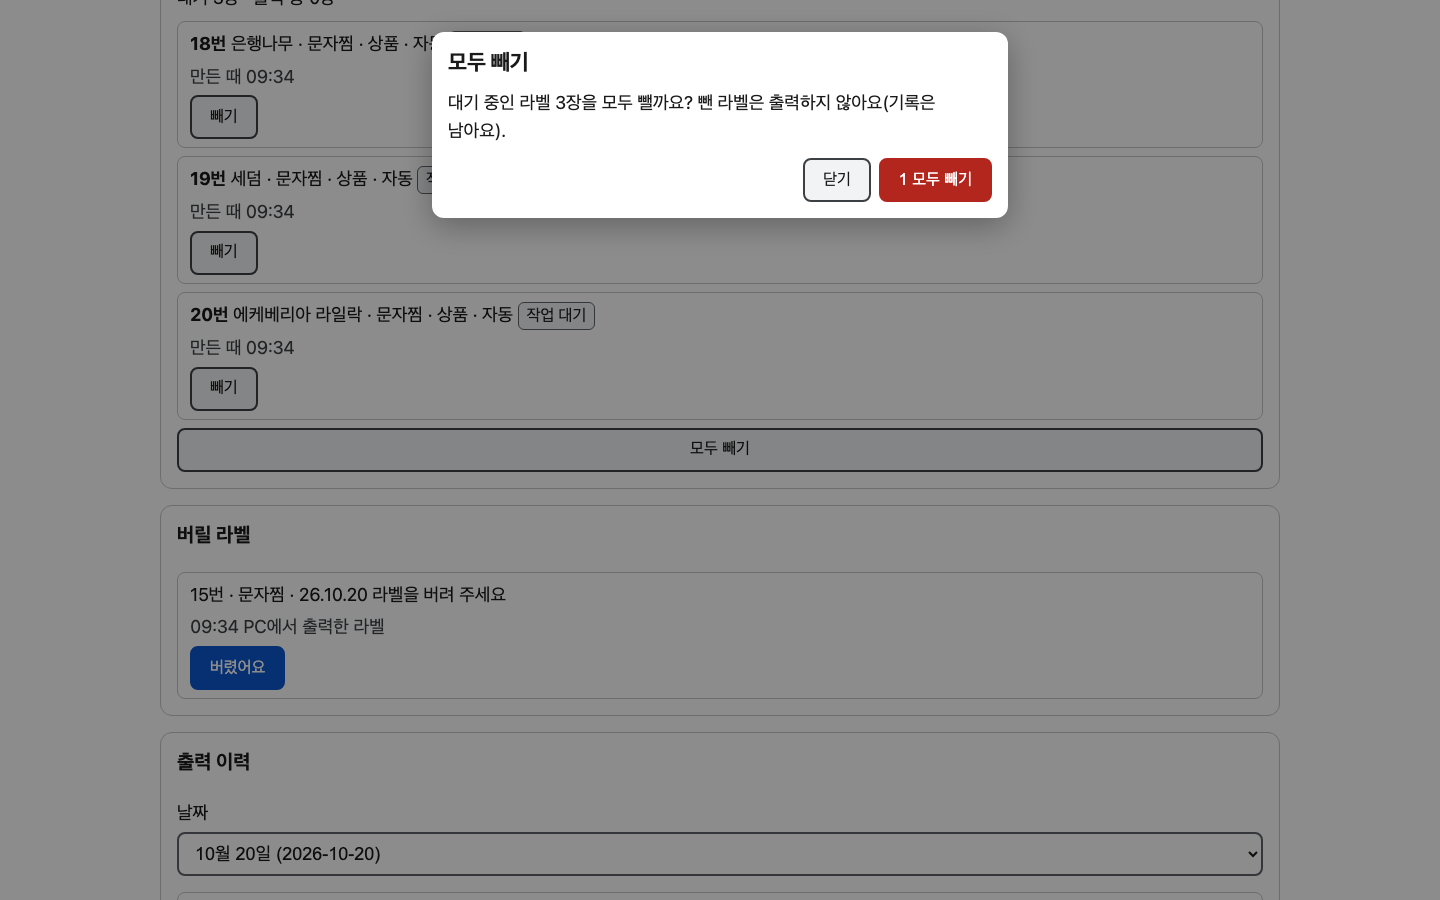 18번 은행나무 · 문자찜 · 상품
만든 때 09:34
빼기
모두 빼기
대기 중인 라벨 3장을 모두 뺄까요? 뺀 라벨은 출력하지 않아요(기록은
남아요).
닫기
1 모두 빼기
19번 세덤 · 문자찜 · 상품 · 자동
만든 때 09:34
빼기
20번 에케베리아 라일락 · 문자찜 · 상품 · 자동 작업 대기
만든 때 09:34
빼기
모두 빼기
버릴 라벨
15번 · 문자찜 · 26.10.20 라벨을 버려 주세요
09:34 PC에서 출력한 라벨
버렸어요
출력 이력
날짜
10월 20일 (2026-10-20)